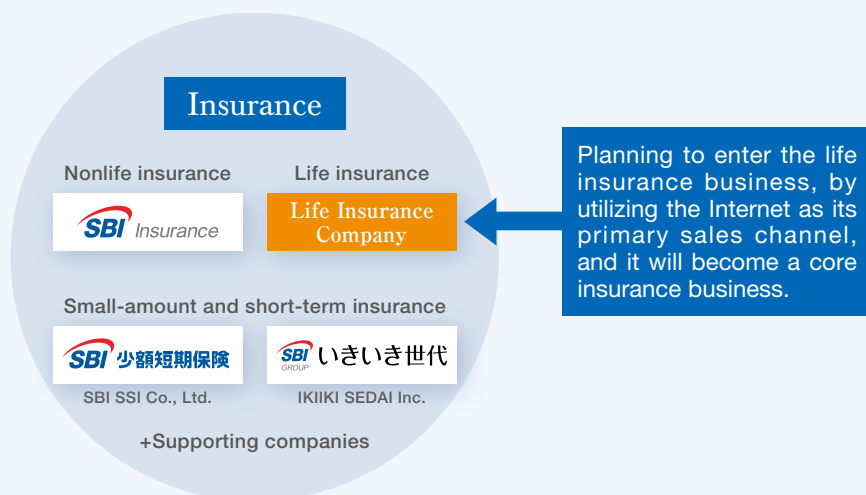 Insurance
Nonlife insurance
Life insurance
SBI Insurance
Life Insurance
Company
Planning to enter the life
insurance business, by
utilizing the Internet as its
primary sales channel,
and it will become a core
insurance business.
Small-amount and short-term insurance
SBI 少額短期保険
SBI GROUP いきいき世代
SBI SSI Co., Ltd.
IKIIKI SEDAI Inc.
+Supporting companies